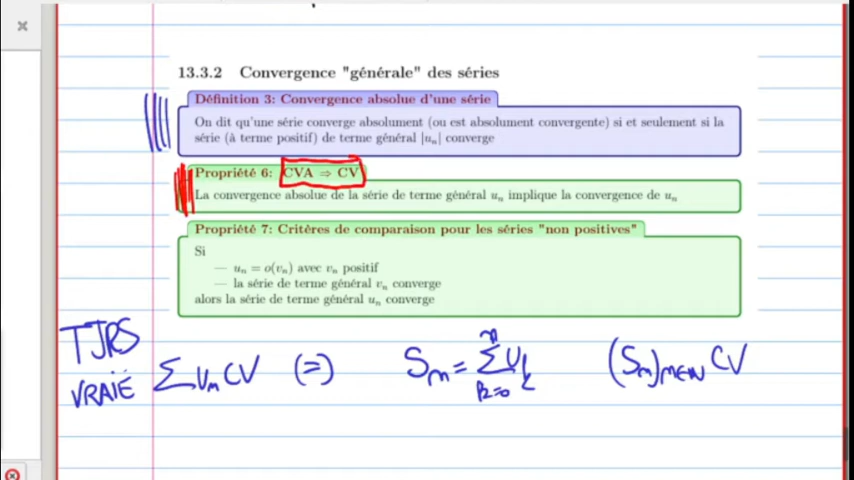 13.3.2 Convergence "générale" des séries
Définition 3: Convergence absolue d'une série
On dit qu'une série converge absolument (ou est absolument convergente) si et seulement si la
série (à terme positif) de terme général |uₙ| converge
Propriété 6: CVA ⇒ CV
La convergence absolue de la série de terme général uₙ implique la convergence de uₙ
Propriété 7: Critères de comparaison pour les séries "non positives"
Si
— uₙ = o(vₙ) avec vₙ positif
— la série de terme général vₙ converge
alors la série de terme général uₙ converge
TJRS
VRAIE ∑ Uₙ CV (=) Sₙ = ∑ₖ₌₀ⁿ Uₖ (Sₙ)ₙ∈ℕ CV